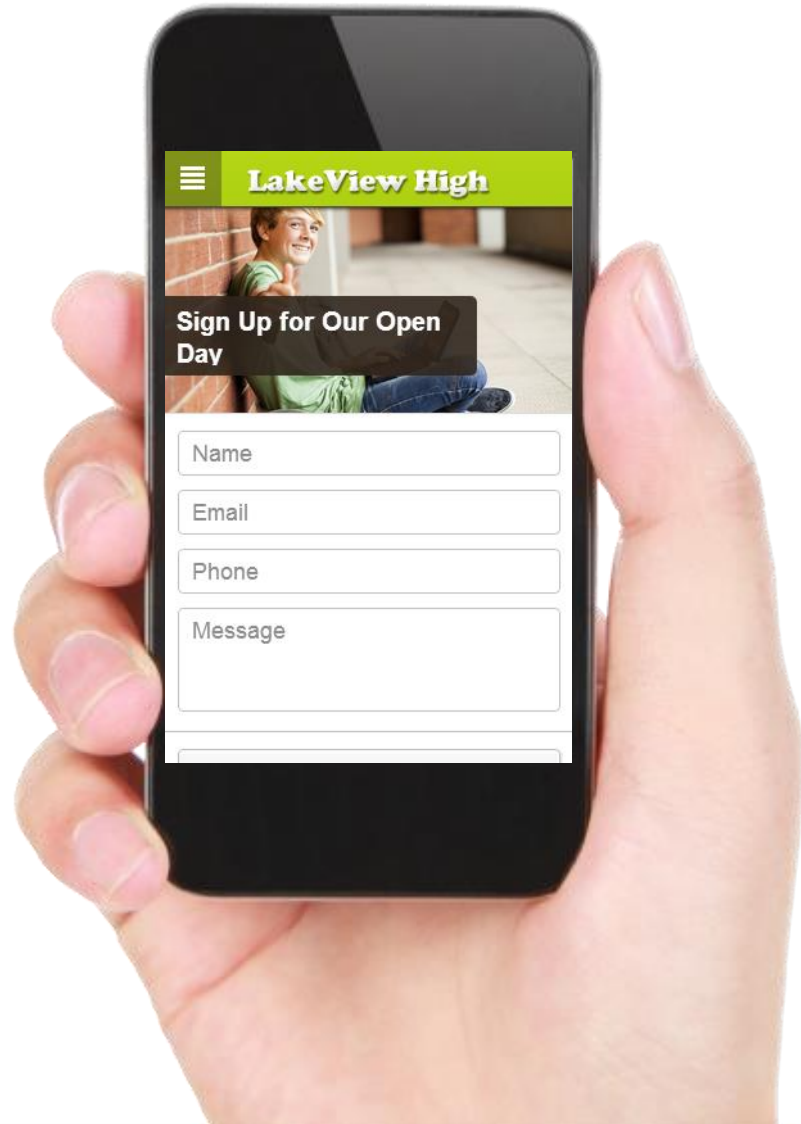 LakeView High
Sign Up for Our Open
Day
Name
Email
Phone
Message